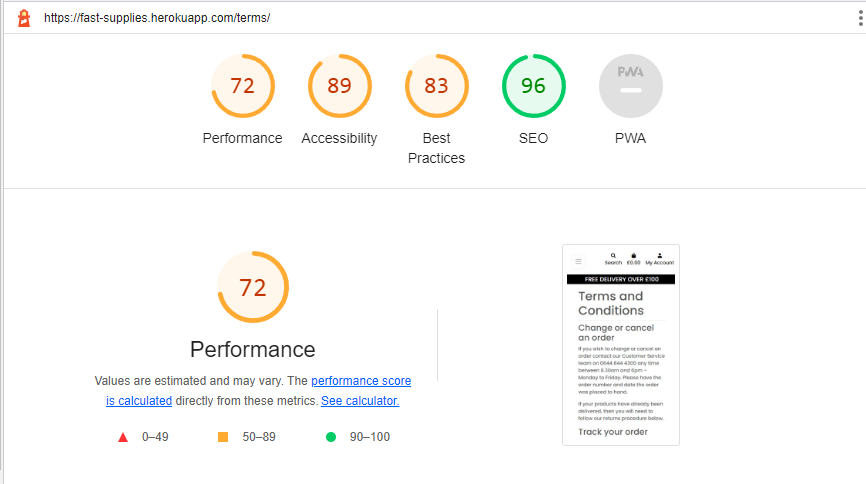 https://fast-supplies.herokuapp.com/terms/
72 89 83 96 PWA
Performance Accessibility Best Practices SEO PWA
72
Performance
Values are estimated and may vary. The performance score
is calculated directly from these metrics. See calculator.
0–49 50–89 90–100
Search £0.00 My Account
FREE DELIVERY OVER £100
Terms and
Conditions
Change or cancel
an order
If you wish to change or cancel an
order contact our Customer Service
team on 0844 644 4300 any time
between 8.30am and 6pm –
Monday to Friday. Please have the
order number and date the order
was placed to hand.
If your products have already been
delivered, then you will need to
follow our returns procedure below.
Track your order